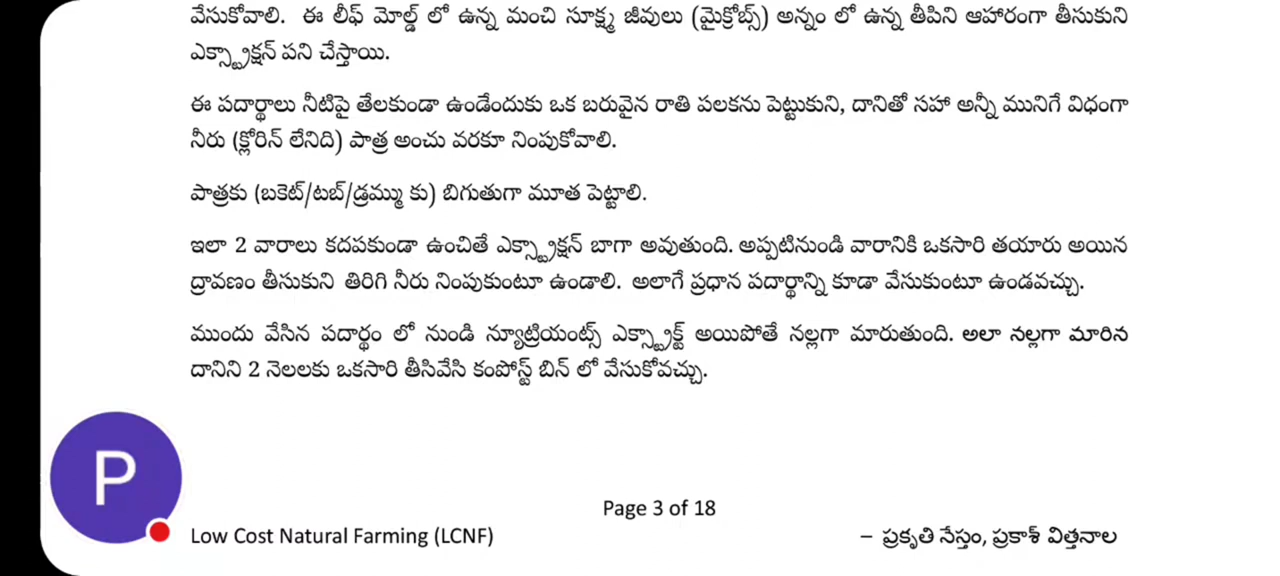 వేసుకోవాలి. ఈ లీఫ్ మోల్డ్ లో ఉన్న మంచి సూక్ష్మ జీవులు (మైక్రోబ్స్) అన్నం లో ఉన్న తీపిని ఆహారంగా తీసుకుని
ఎక్స్ట్రాక్షన్ పని చేస్తాయి.
ఈ పదార్థాలు నీటిపై తేలకుండా ఉండేందుకు ఒక బరువైన రాతి పలకను పెట్టుకుని, దానితో సహా అన్నీ మునిగే విధంగా
నీరు (క్లోరిన్ లేనిది) పాత్ర అంచు వరకూ నింపుకోవాలి.
పాత్రకు (బకెట్/టబ్/డ్రమ్ము కు) బిగుతుగా మూత పెట్టాలి.
ఇలా 2 వారాలు కదపకుండా ఉంచితే ఎక్స్ట్రాక్షన్ బాగా అవుతుంది. అప్పటినుండి వారానికి ఒకసారి తయారు అయిన
ద్రావణం తీసుకుని తిరిగి నీరు నింపుకుంటూ ఉండాలి. అలాగే ప్రధాన పదార్థాన్ని కూడా వేసుకుంటూ ఉండవచ్చు.
ముందు వేసిన పదార్థం లో నుండి న్యూట్రియంట్స్ ఎక్స్ట్రాక్ట్ అయిపోతే నల్లగా మారుతుంది. అలా నల్లగా మారిన
దానిని 2 నెలలకు ఒకసారి తీసివేసి కంపోస్ట్ బిన్ లో వేసుకోవచ్చు.
P
Page 3 of 18
Low Cost Natural Farming (LCNF) – ప్రకృతి నేస్తం, ప్రకాశ్ విత్తనాల